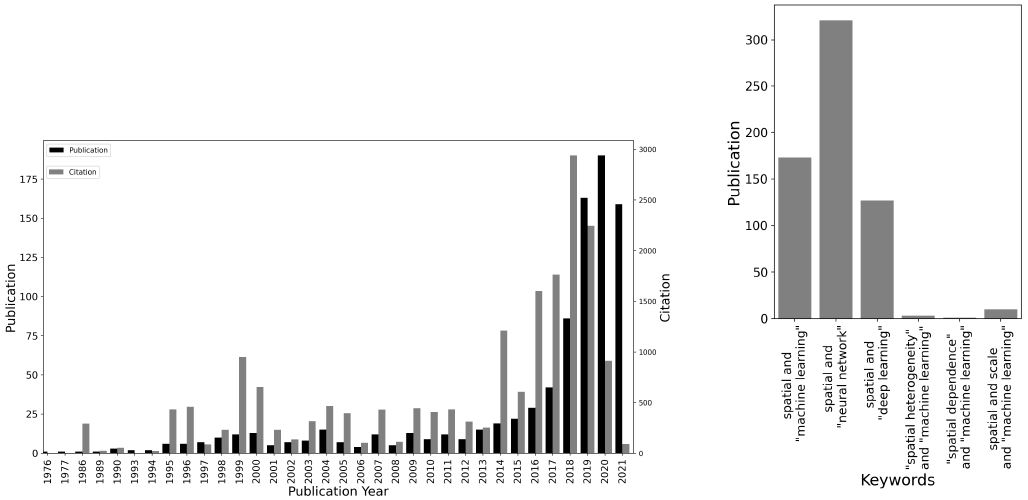 Publication
Citation
175
150
125
100
75
50
25
0
Publication
3000
2500
2000
1500
1000
500
0
Citation
1976
1977
1986
1989
1990
1993
1994
1995
1996
1997
1998
1999
2000
2001
2002
2003
2004
2005
2006
2007
2008
2009
2010
2011
2012
2013
2014
2015
2016
2017
2018
2019
2020
2021
Publication Year
300
250
200
150
100
50
0
Publication
spatial and
"machine learning"
spatial and
"neural network"
spatial and
"deep learning"
"spatial heterogeneity"
and "machine learning"
"spatial dependence"
and "machine learning"
spatial and scale
and "machine learning"
Keywords